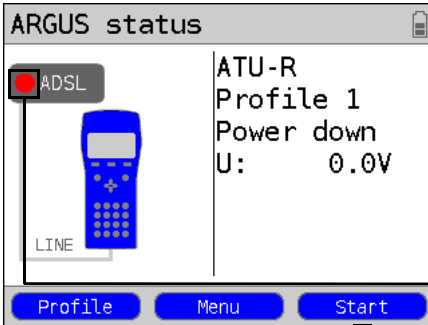 ARGUS status
ADSL
ATU-R
Profile 1
Power down
U: 0.0V
LINE
Profile
Menu
Start